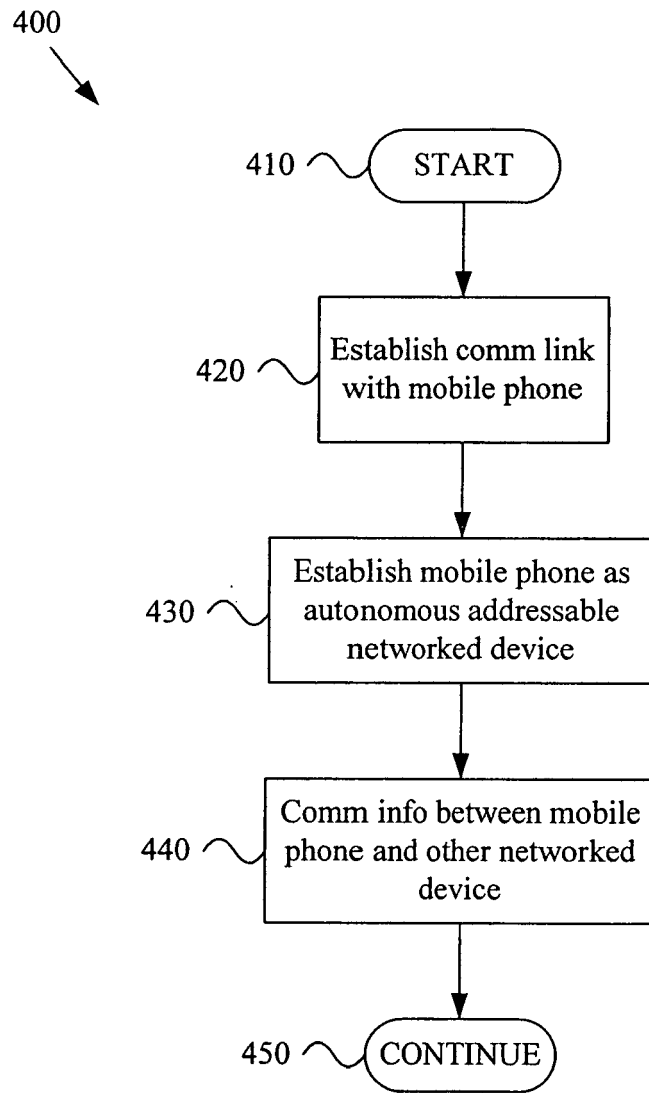 400
410
START
420
Establish comm link
with mobile phone
430
Establish mobile phone as
autonomous addressable
networked device
440
Comm info between mobile
phone and other networked
device
450
CONTINUE